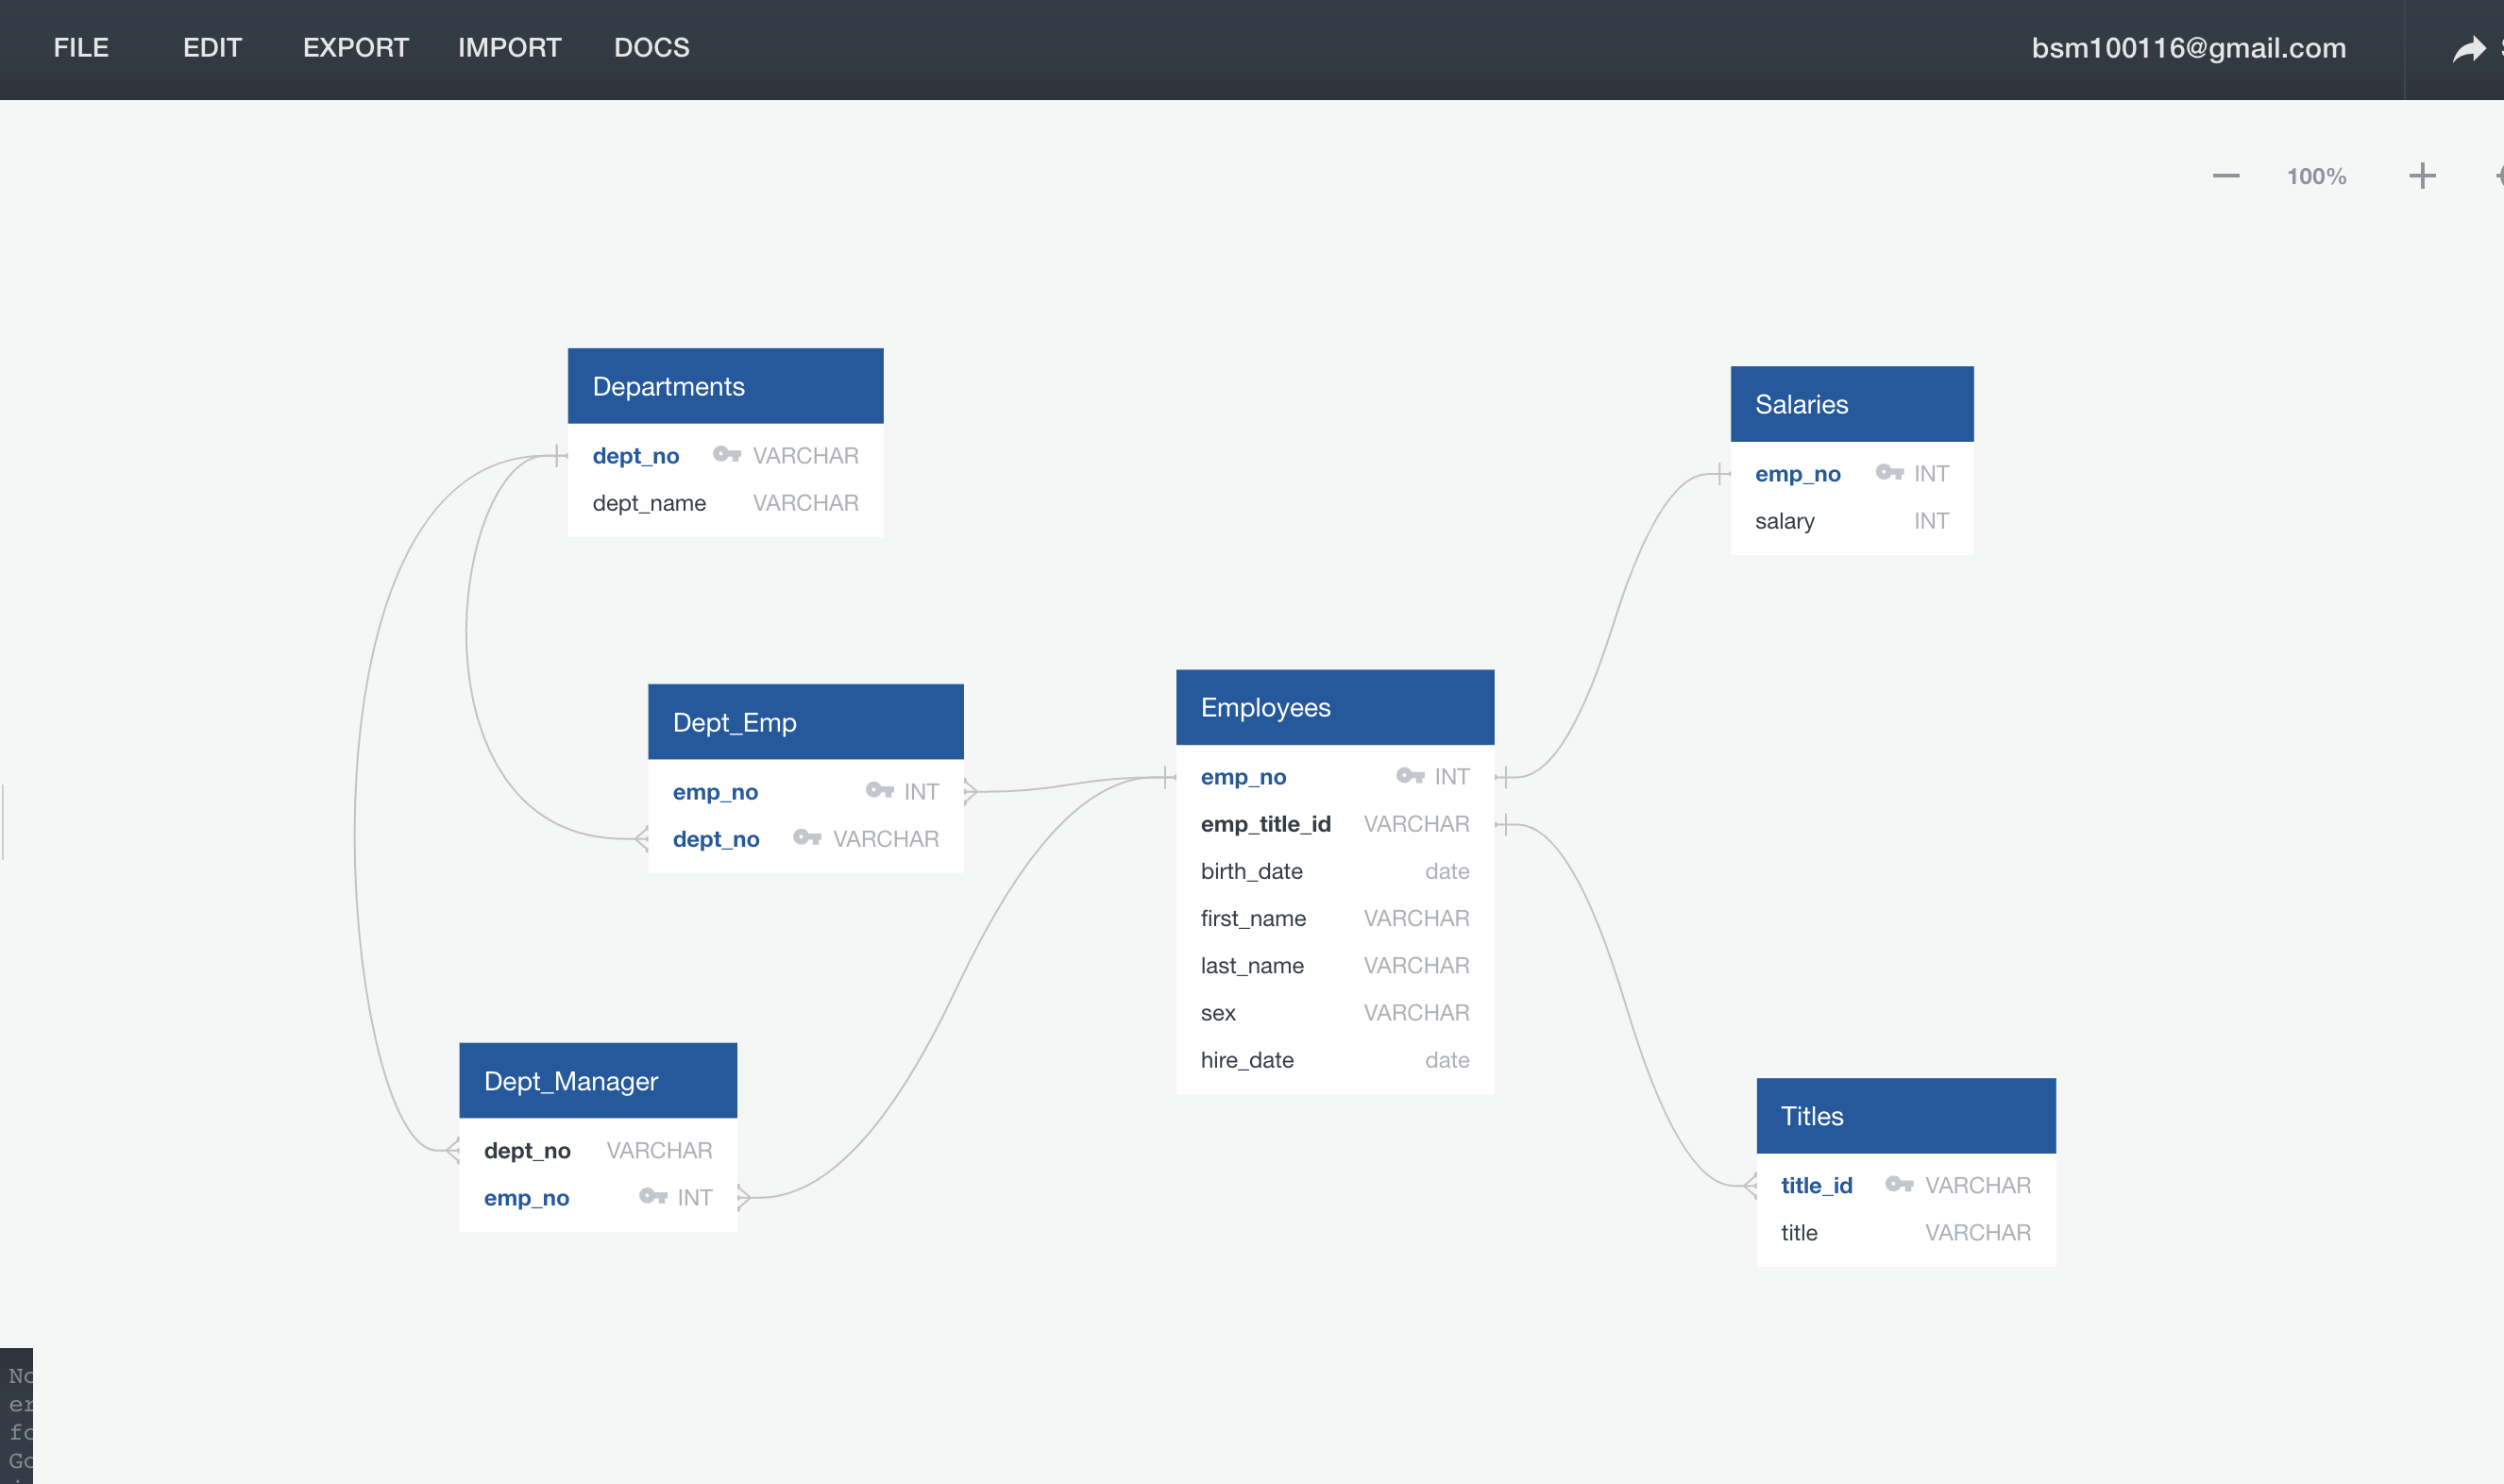 FILE EDIT EXPORT IMPORT DOCS bsm100116@gmail.com
100%
Departments
dept_no VARCHAR
dept_name VARCHAR
Salaries
emp_no INT
salary INT
Dept_Emp
emp_no INT
dept_no VARCHAR
Employees
emp_no INT
emp_title_id VARCHAR
birth_date date
first_name VARCHAR
last_name VARCHAR
sex VARCHAR
hire_date date
Dept_Manager
dept_no VARCHAR
emp_no INT
Titles
title_id VARCHAR
title VARCHAR